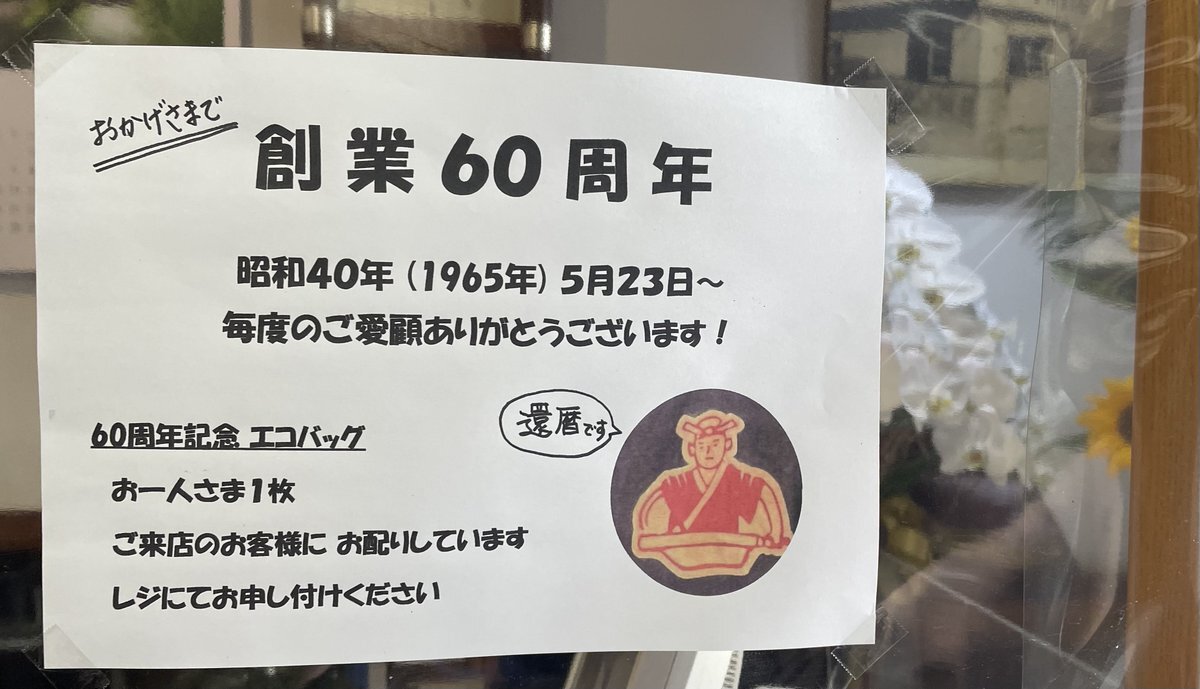 おかげさまで
創業60周年
昭和40年(1965年)5月23日～
毎度のご愛顧ありがとうございます！
還暦です
60周年記念 エコバッグ
お一人さま1枚
ご来店のお客様に お配りしています
レジにてお申し付けください